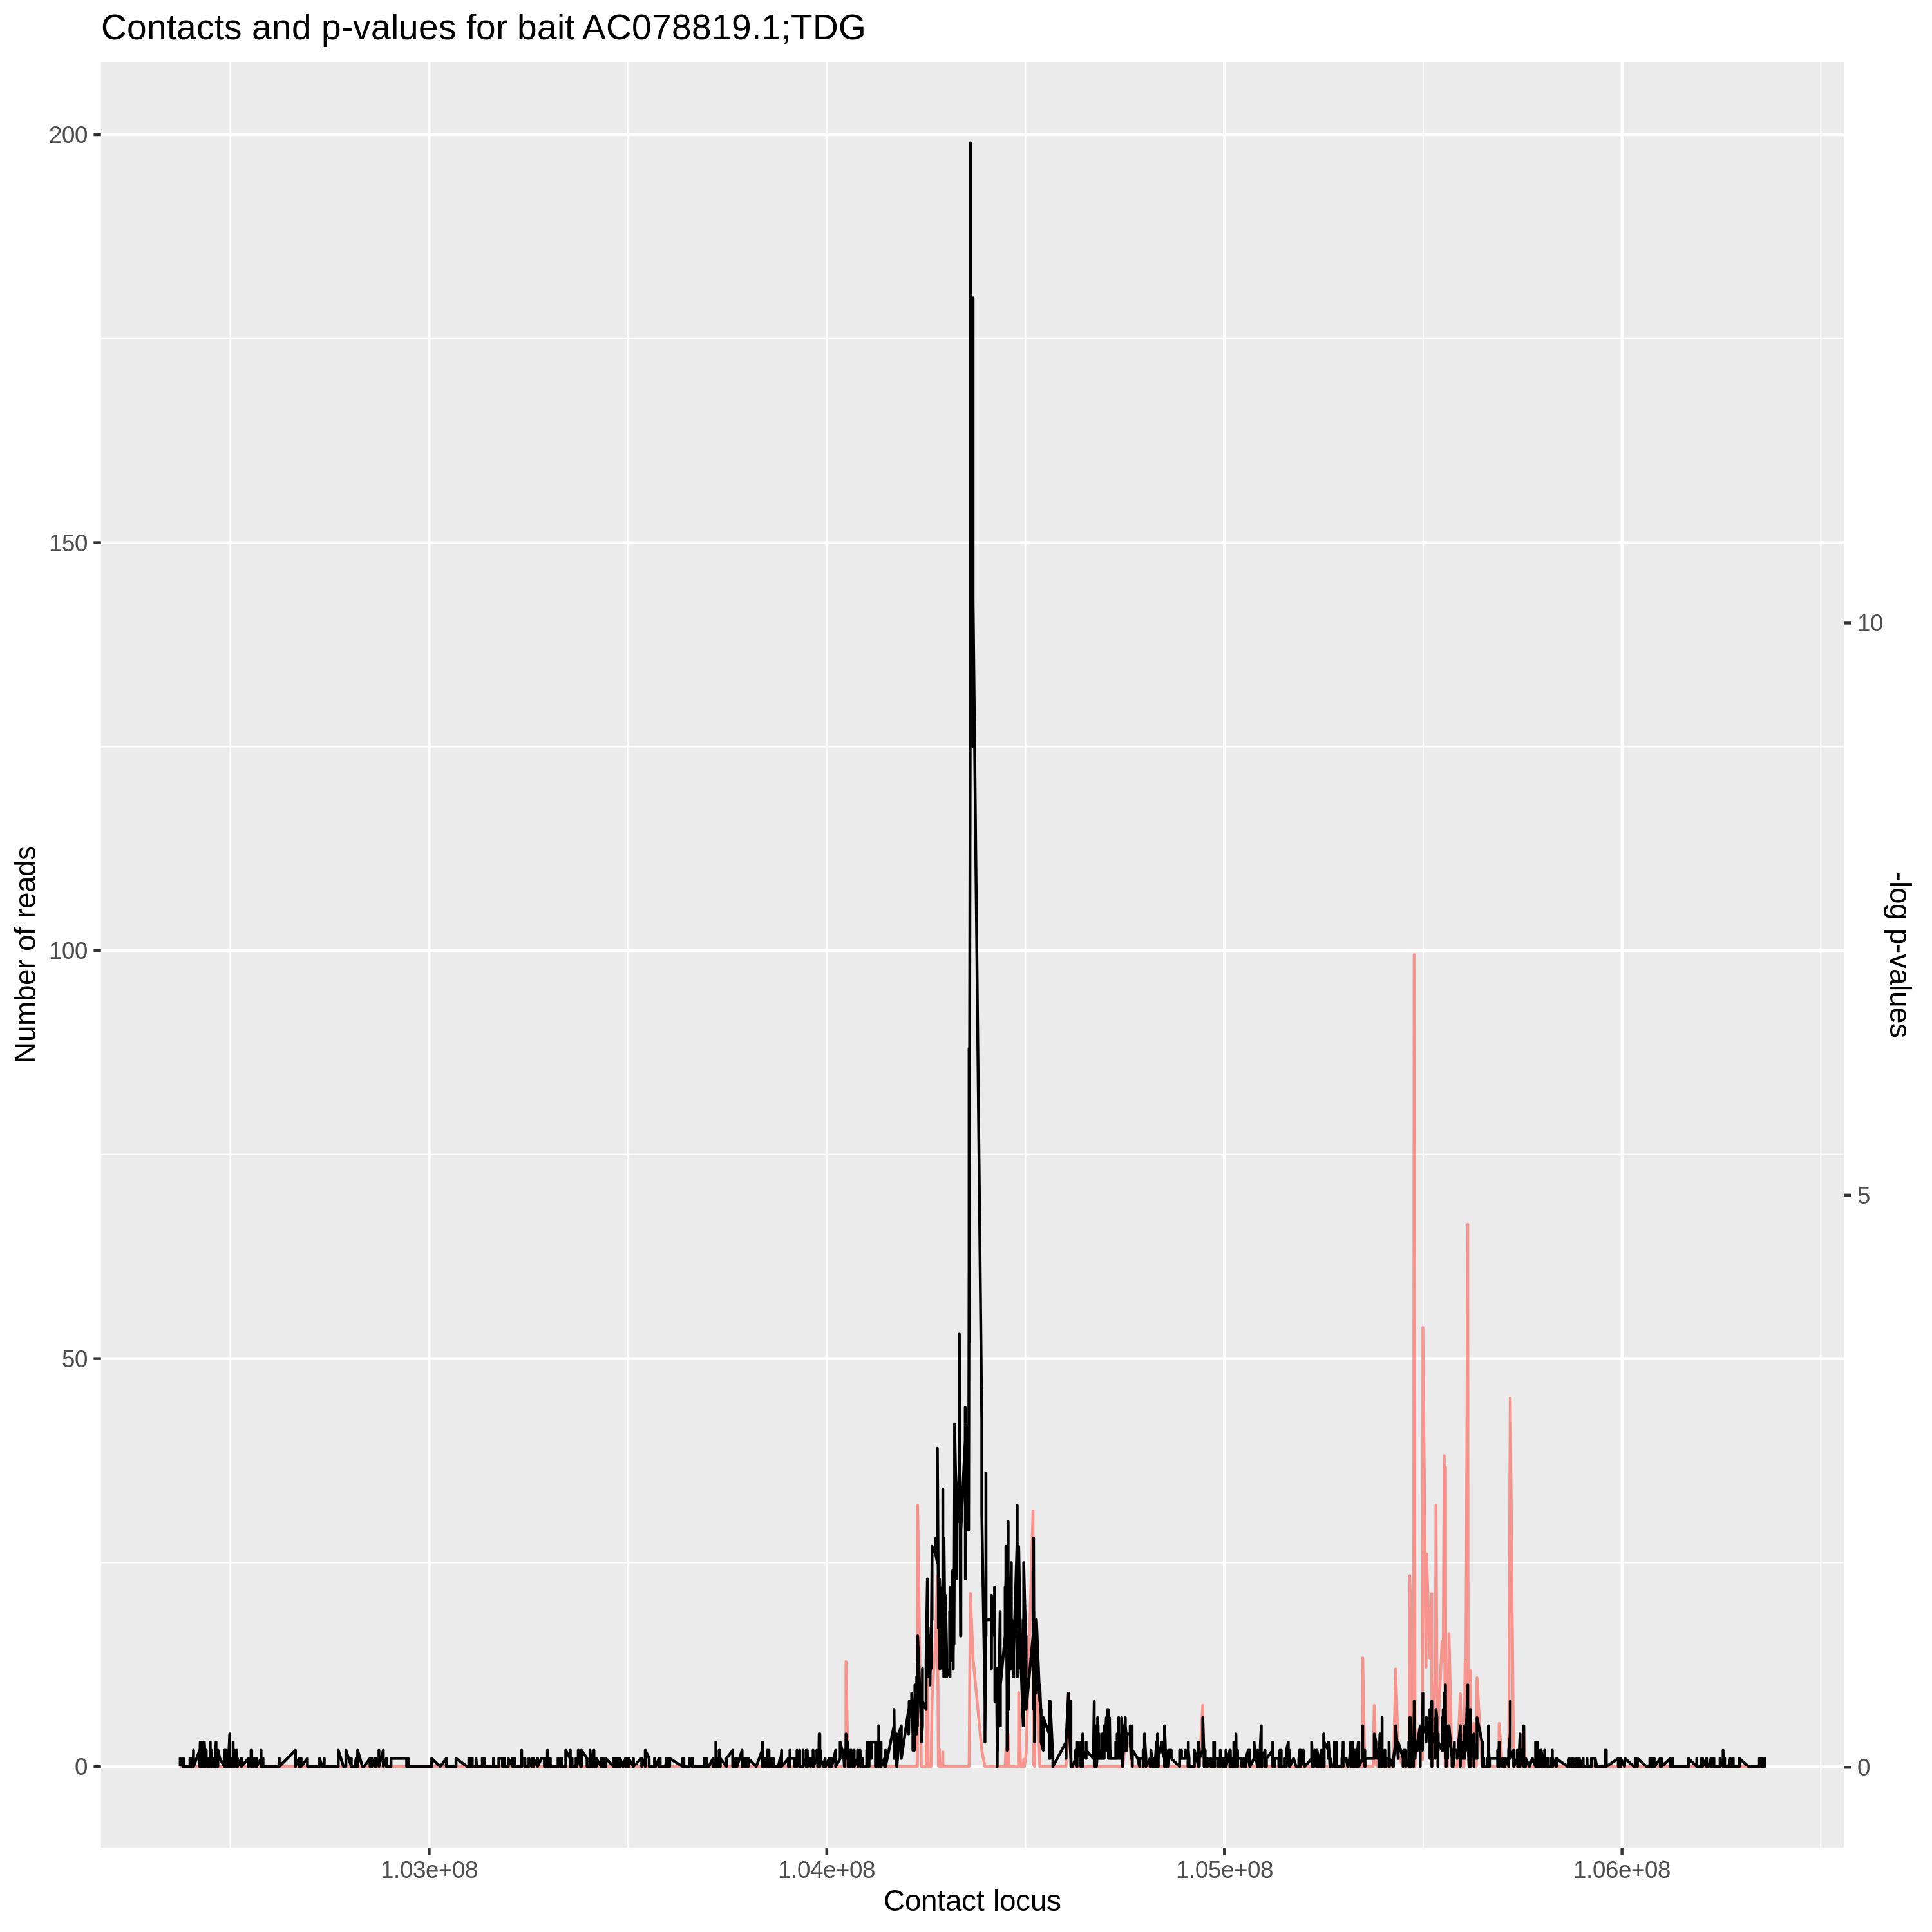 Contacts and p-values for bait AC078819.1;TDG
200
150
100
50
0
Number of reads
10
5
0
-log p-values
1.03e+08
1.04e+08
1.05e+08
1.06e+08
Contact locus